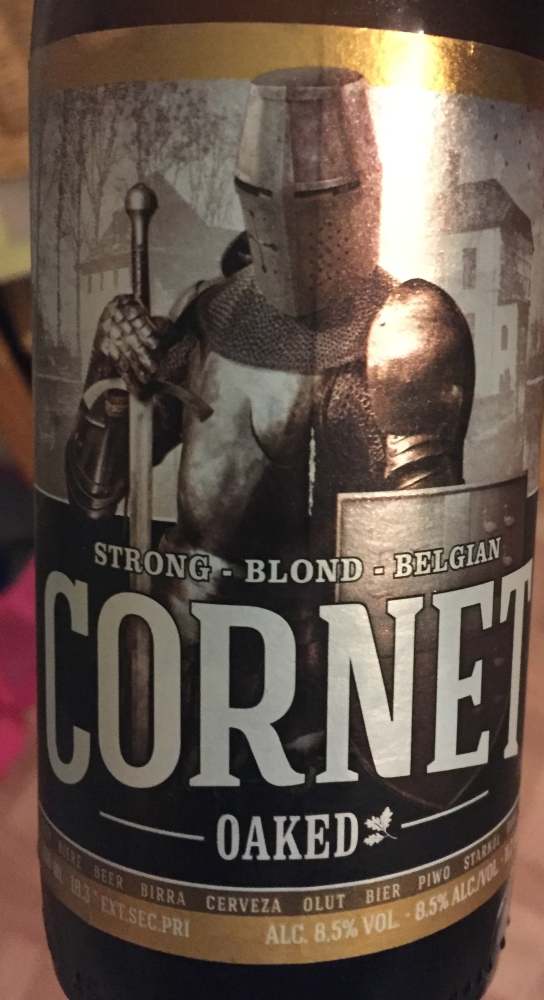 STRONG - BLOND - BELGIAN
CORNET
OAKED
BIERE BEER BIRRA CERVEZA OLUT BIER PIWO STARKÖL
ML. 18.3° EXT.SEC.PRI ALC. 8.5% VOL. - 8.5% ALC/VOL